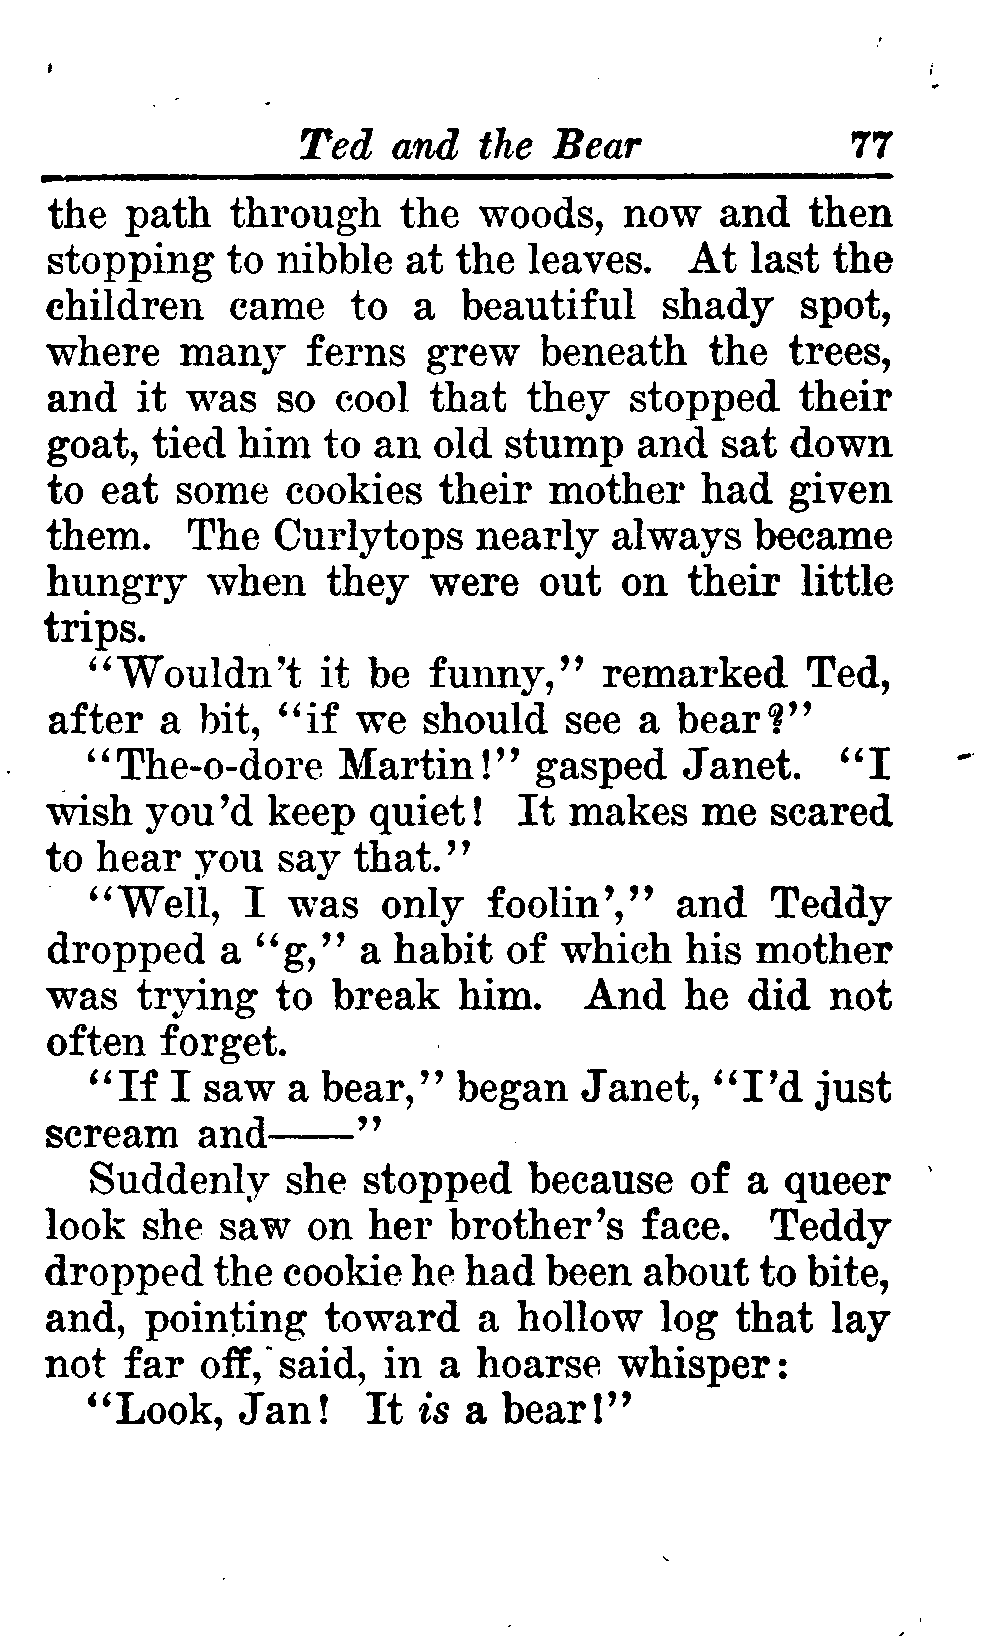 Ted and the Bear 77
the path through the woods, now and then
stopping to nibble at the leaves. At last the
children came to a beautiful shady spot,
where many ferns grew beneath the trees,
and it was so cool that they stopped their
goat, tied him to an old stump and sat down
to eat some cookies their mother had given
them. The Curlytops nearly always became
hungry when they were out on their little
trips.
"Wouldn't it be funny," remarked Ted,
after a bit, "if we should see a bear?"
"The-o-dore Martin!" gasped Janet. "I
wish you'd keep quiet! It makes me scared
to hear you say that."
"Well, I was only foolin'," and Teddy
dropped a "g," a habit of which his mother
was trying to break him. And he did not
often forget.
"If I saw a bear," began Janet, "I'd just
scream and——"
Suddenly she stopped because of a queer
look she saw on her brother's face. Teddy
dropped the cookie he had been about to bite,
and, pointing toward a hollow log that lay
not far off, said, in a hoarse whisper:
"Look, Jan! It is a bear!"